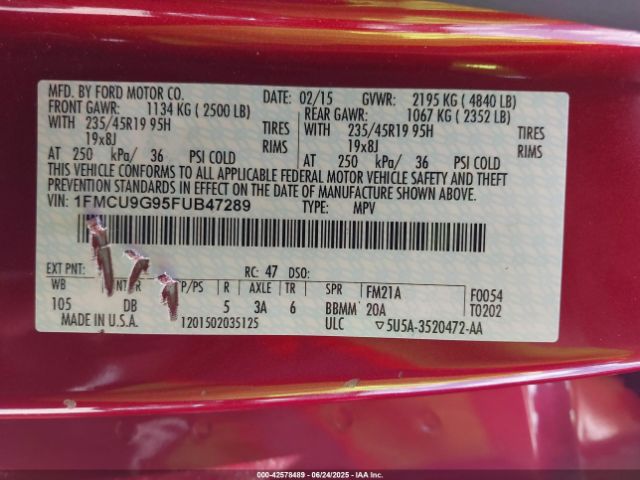 MFD. BY FORD MOTOR CO.
DATE: 02/15 GVWR: 2195 KG ( 4840 LB)
FRONT GAWR: 1134 KG ( 2500 LB)
REAR GAWR: 1067 KG ( 2352 LB)
WITH 235/45R19 95H TIRES
WITH 235/45R19 95H TIRES
19x8J RIMS
19x8J RIMS
AT 250 kPa/ 36 PSI COLD
AT 250 kPa/ 36 PSI COLD
THIS VEHICLE CONFORMS TO ALL APPLICABLE FEDERAL MOTOR VEHICLE SAFETY AND THEFT
PREVENTION STANDARDS IN EFFECT ON THE DATE OF MANUFACTURE SHOWN ABOVE.
VIN: 1FMCU9G95FUB47289 TYPE: MPV
EXT PNT: RC: 47 DSO:
WB INT TR P/PS R AXLE TR SPR FM21A F0054
105 DB 5 3A 6 BBMM 20A T0202
MADE IN U.S.A. 1201502035125 ULC 5U5A-3520472-AA
000-42578489 - 06/24/2025 - IAA Inc.